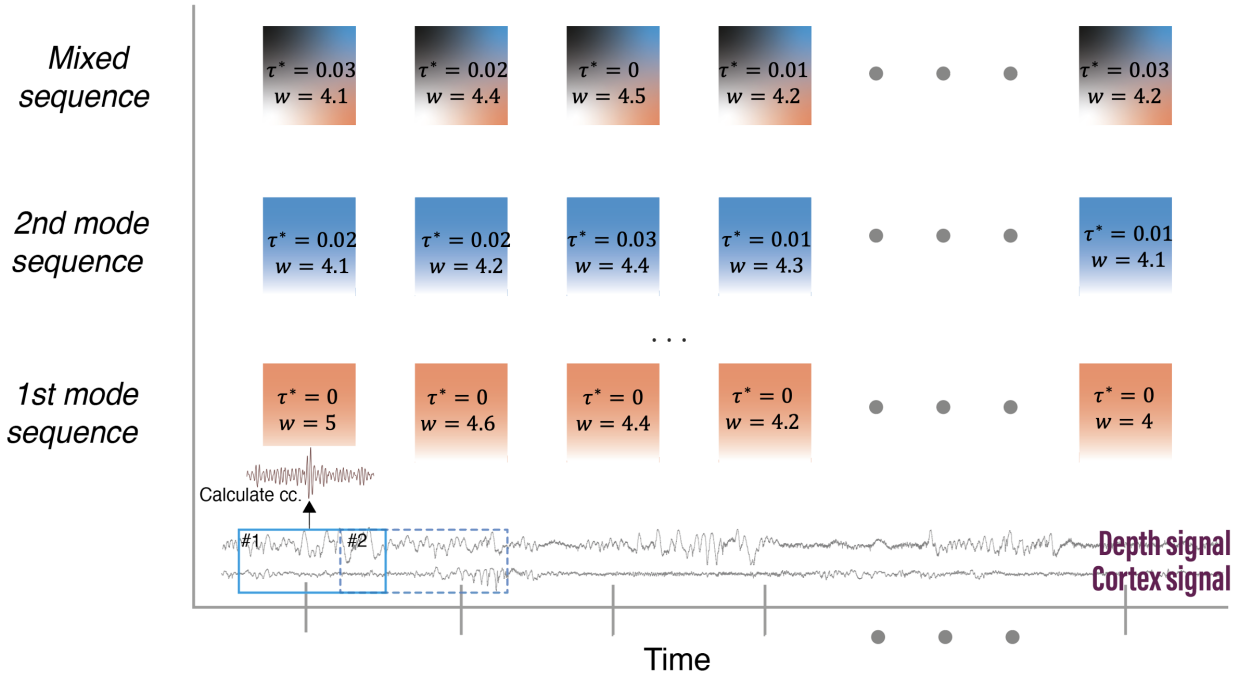 Mixed
sequence
τ* = 0.03
w = 4.1
τ* = 0.02
w = 4.4
τ* = 0
w = 4.5
τ* = 0.01
w = 4.2
τ* = 0.03
w = 4.2
2nd mode
sequence
τ* = 0.02
w = 4.1
τ* = 0.02
w = 4.2
τ* = 0.03
w = 4.4
τ* = 0.01
w = 4.3
τ* = 0.01
w = 4.1
. . .
1st mode
sequence
τ* = 0
w = 5
τ* = 0
w = 4.6
τ* = 0
w = 4.4
τ* = 0
w = 4.2
τ* = 0
w = 4
Calculate cc.
#1
#2
Depth signal
Cortex signal
Time